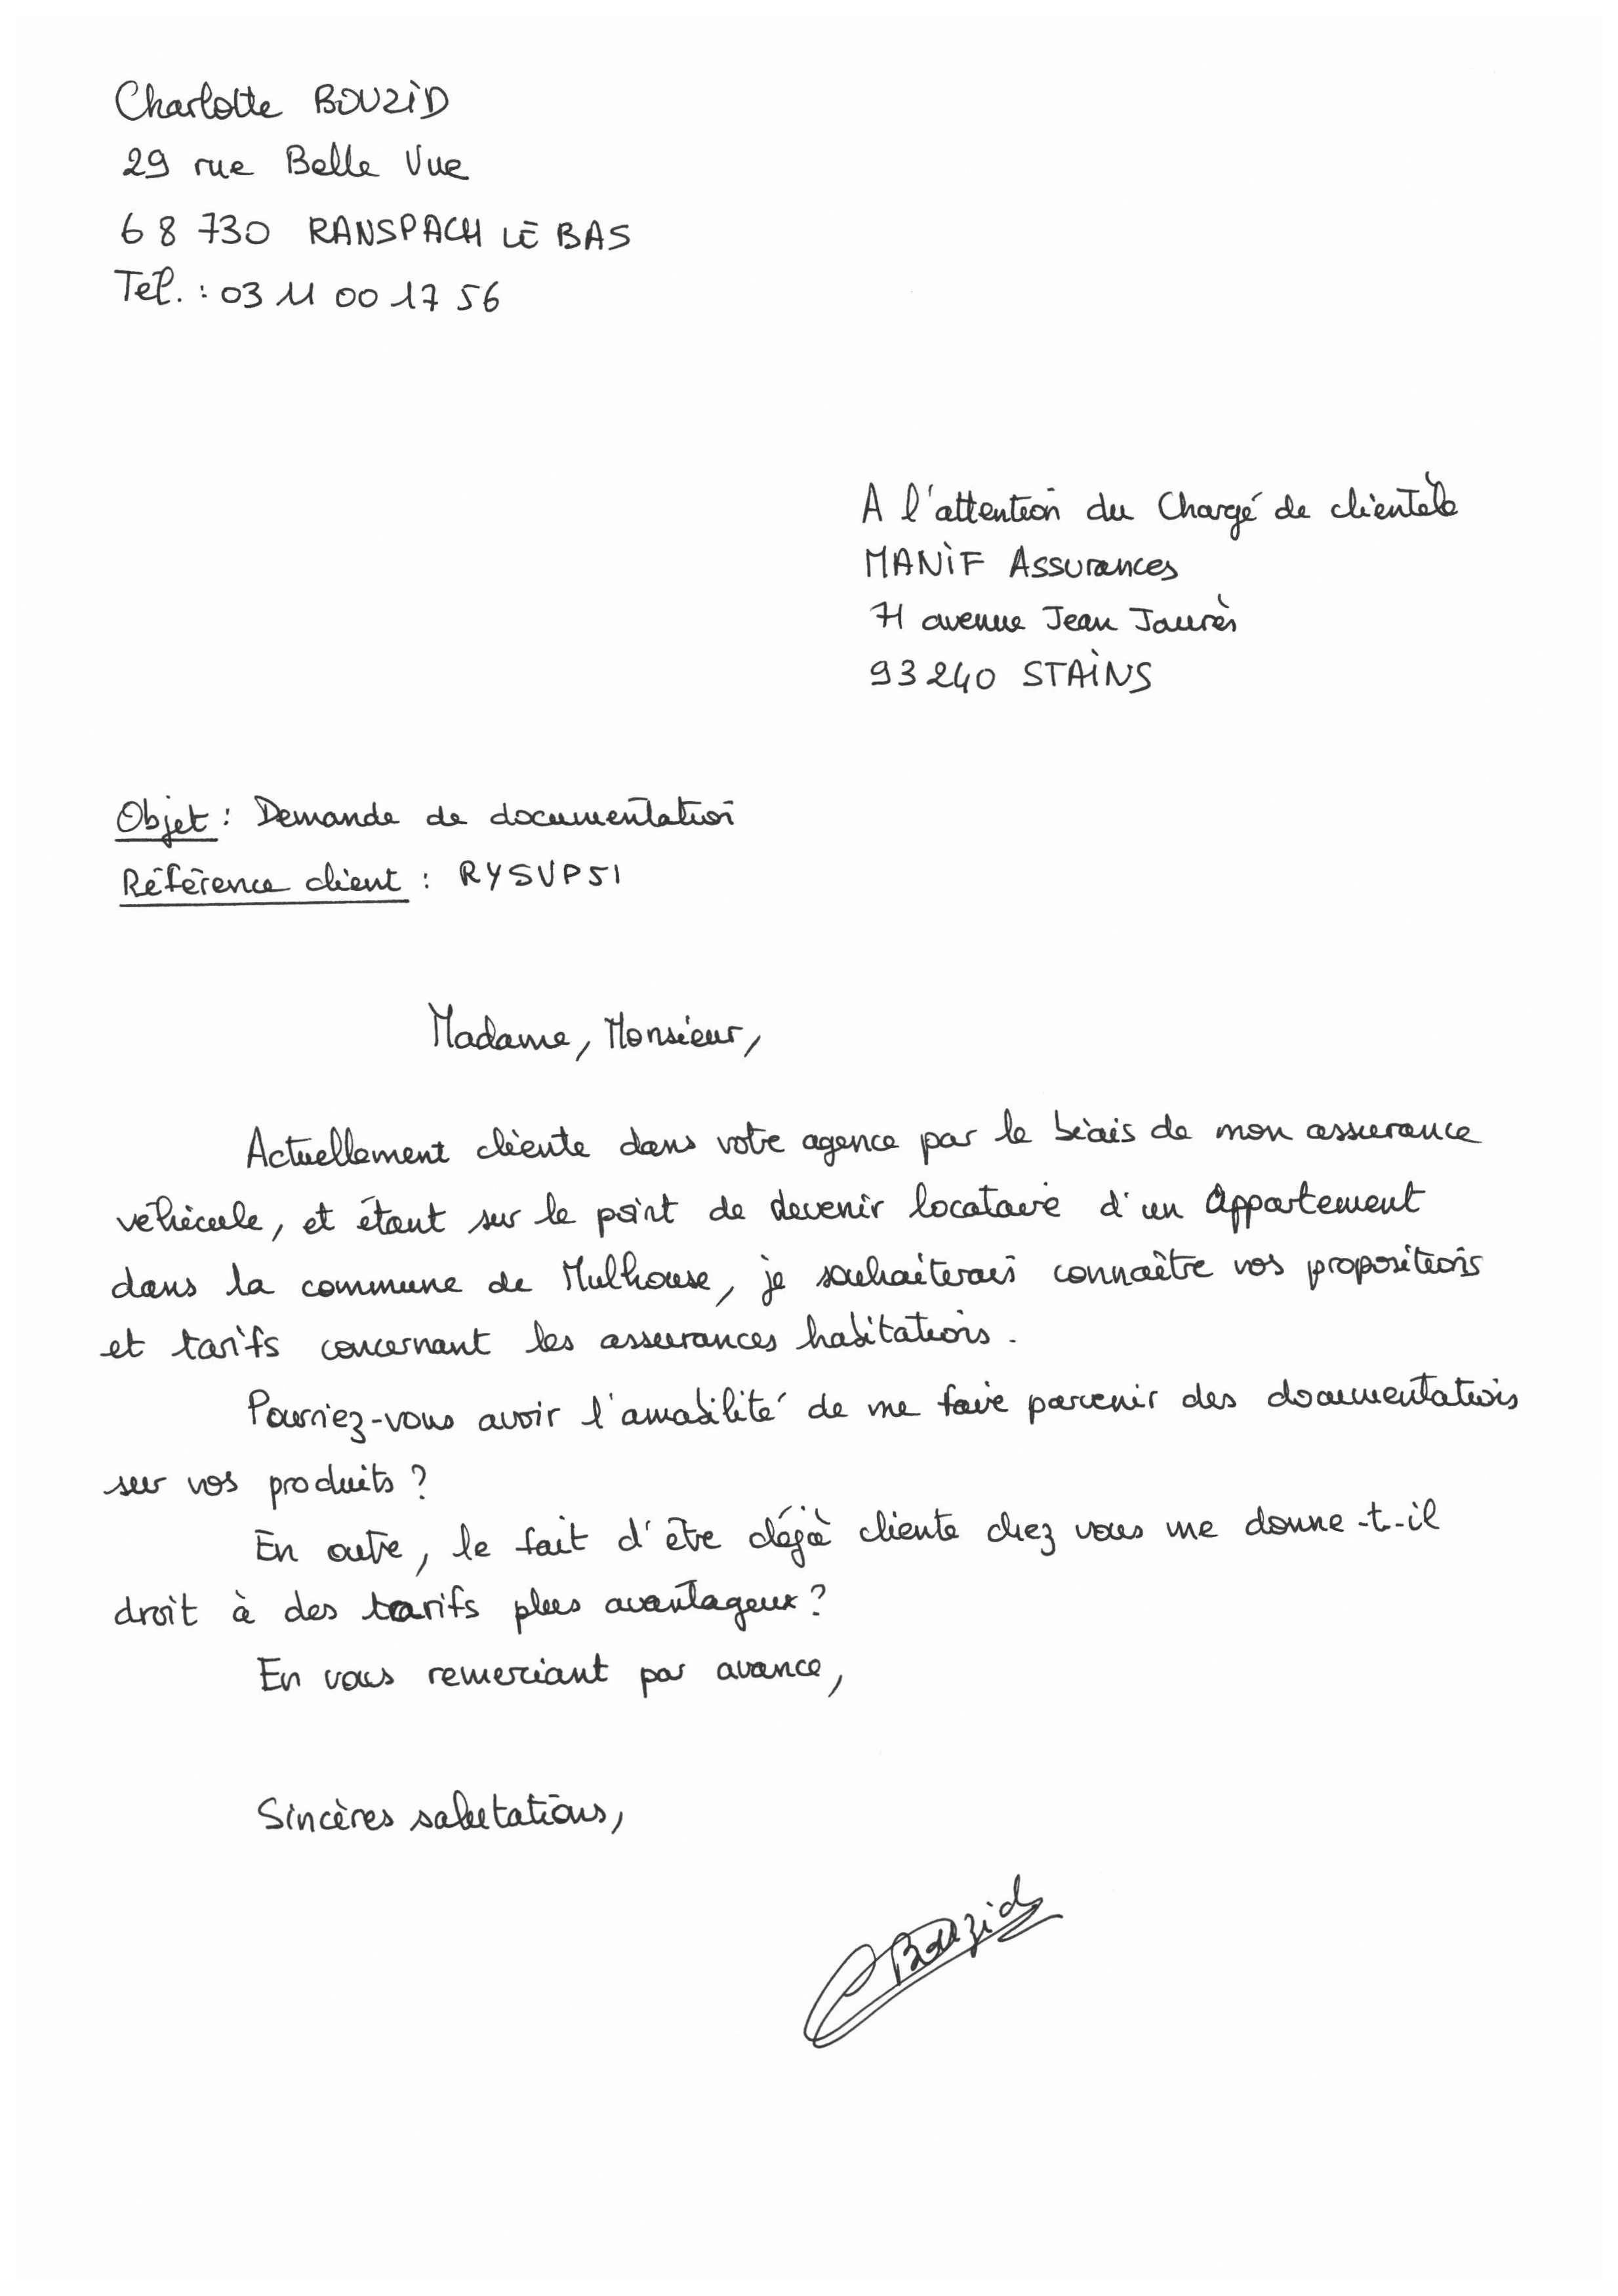 Charlotte BOUZID
29 rue Belle Vue
68 730 RANSPACH LE BAS
Tél. : 03 11 00 17 56
A l'attention du Chargé de clientèle
MANIF Assurances
71 avenue Jean Jaurès
93 240 STAINS
Objet : Demande de documentation
Référence client : RYSVP51
Madame, Monsieur,
Actuellement cliente dans votre agence par le biais de mon assurance
véhicule, et étant sur le point de devenir locataire d'un Appartement
dans la commune de Mulhouse, je souhaiterais connaître vos propositions
et tarifs concernant les assurances habitations.
Pourriez-vous avoir l'amabilité de me faire parvenir des documentations
sur vos produits ?
En outre, le fait d'être déjà cliente chez vous me donne-t-il
droit à des tarifs plus avantageux ?
En vous remerciant par avance,
Sincères salutations,
CBouzid